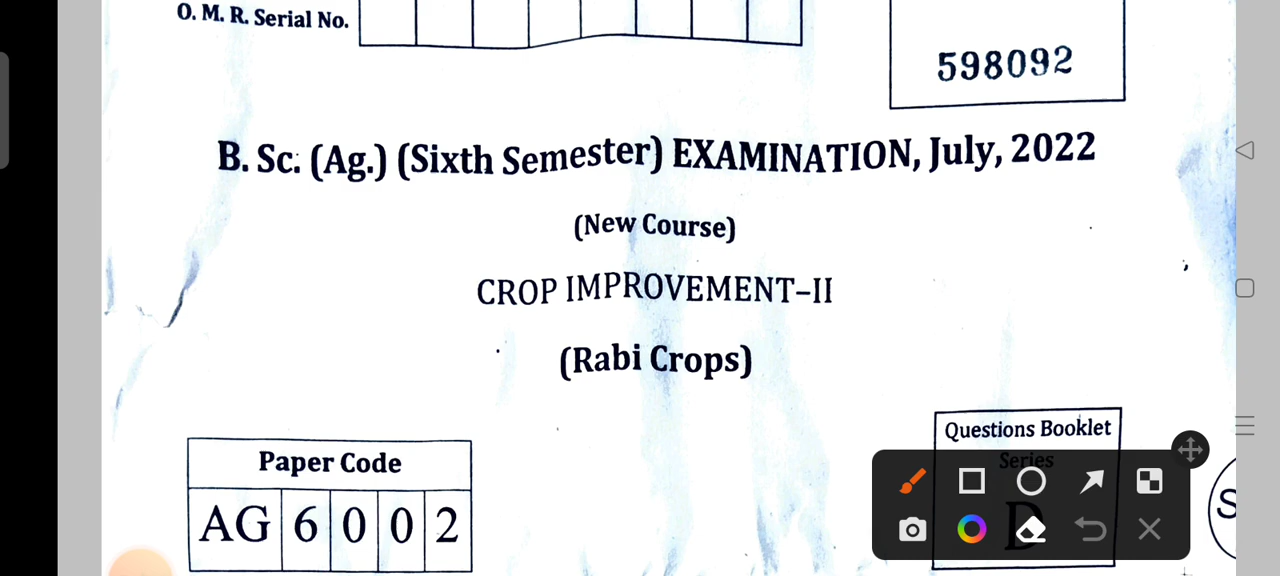 O. M. R. Serial No.
598092
B. Sc. (Ag.) (Sixth Semester) EXAMINATION, July, 2022
(New Course)
CROP IMPROVEMENT–II
(Rabi Crops)
Paper Code
AG 6 0 0 2
Questions Booklet
Series
D
S